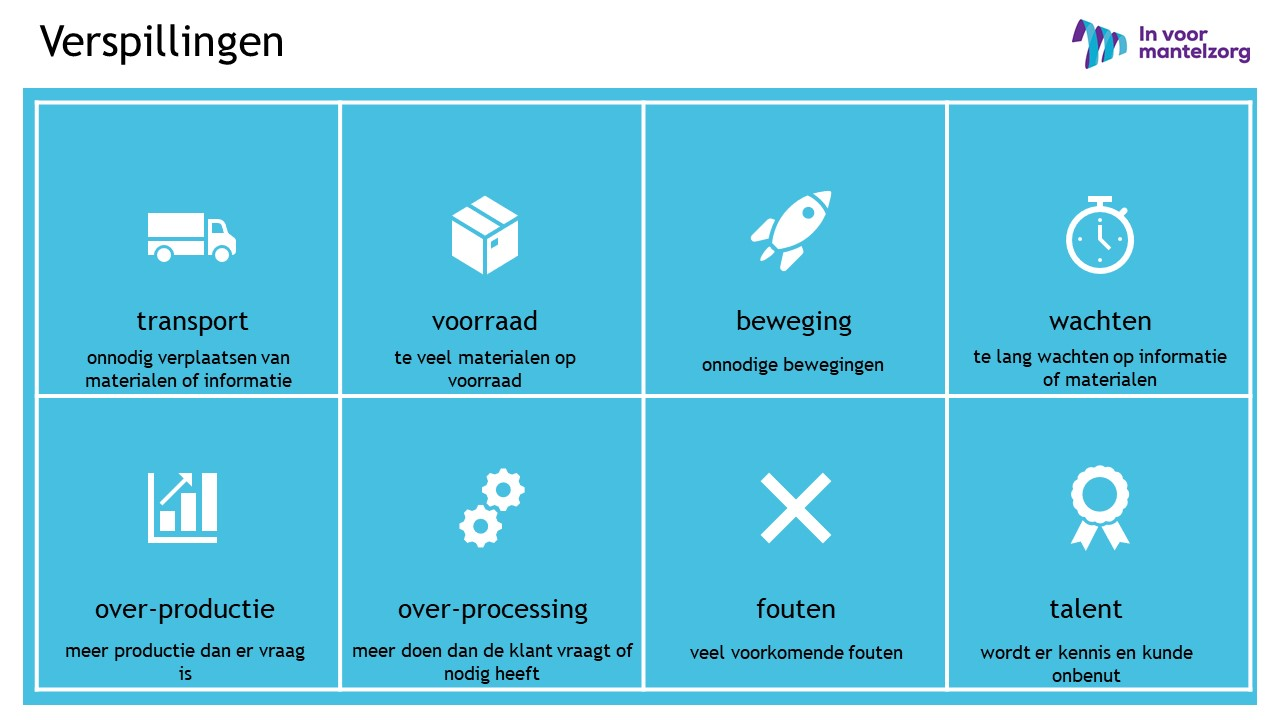 Verspillingen
In voor
mantelzorg
transport
onnodig verplaatsen van
materialen of informatie
voorraad
te veel materialen op
voorraad
beweging
onnodige bewegingen
wachten
te lang wachten op informatie
of materialen
over-productie
meer productie dan er vraag
is
over-processing
meer doen dan de klant vraagt of
nodig heeft
fouten
veel voorkomende fouten
talent
wordt er kennis en kunde
onbenut